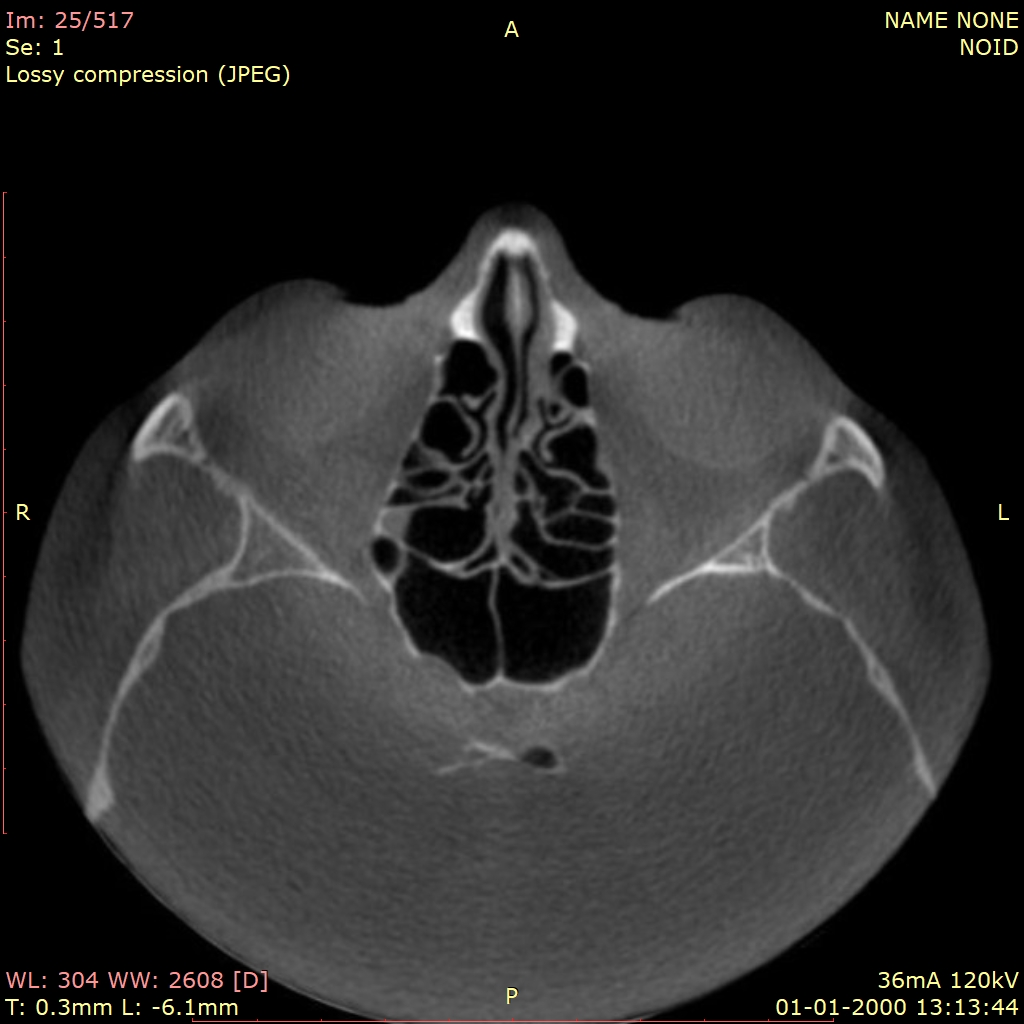 Im: 25/517
Se: 1
Lossy compression (JPEG)
A
NAME NONE
NOID
R
L
WL: 304 WW: 2608 [D]
T: 0.3mm L: -6.1mm
P
36mA 120kV
01-01-2000 13:13:44